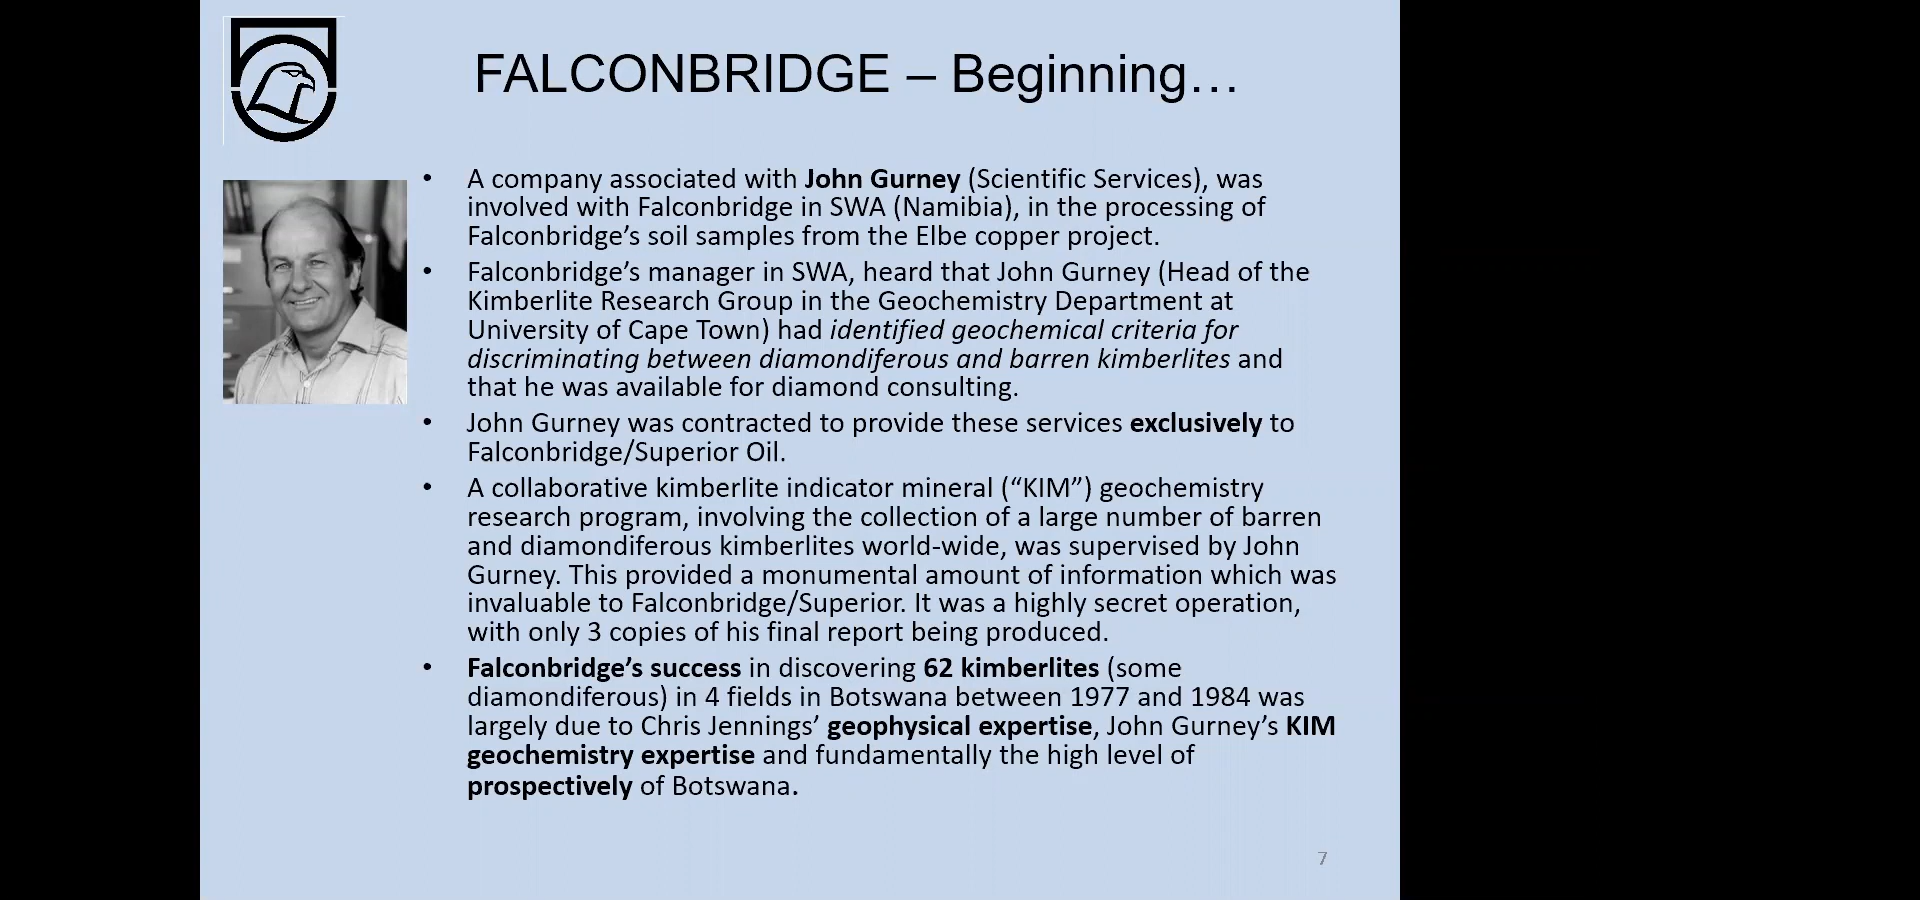 FALCONBRIDGE – Beginning…
• A company associated with John Gurney (Scientific Services), was
involved with Falconbridge in SWA (Namibia), in the processing of
Falconbridge’s soil samples from the Elbe copper project.
• Falconbridge’s manager in SWA, heard that John Gurney (Head of the
Kimberlite Research Group in the Geochemistry Department at
University of Cape Town) had identified geochemical criteria for
discriminating between diamondiferous and barren kimberlites and
that he was available for diamond consulting.
• John Gurney was contracted to provide these services exclusively to
Falconbridge/Superior Oil.
• A collaborative kimberlite indicator mineral (“KIM”) geochemistry
research program, involving the collection of a large number of barren
and diamondiferous kimberlites world-wide, was supervised by John
Gurney. This provided a monumental amount of information which was
invaluable to Falconbridge/Superior. It was a highly secret operation,
with only 3 copies of his final report being produced.
• Falconbridge’s success in discovering 62 kimberlites (some
diamondiferous) in 4 fields in Botswana between 1977 and 1984 was
largely due to Chris Jennings’ geophysical expertise, John Gurney’s KIM
geochemistry expertise and fundamentally the high level of
prospectively of Botswana.
7